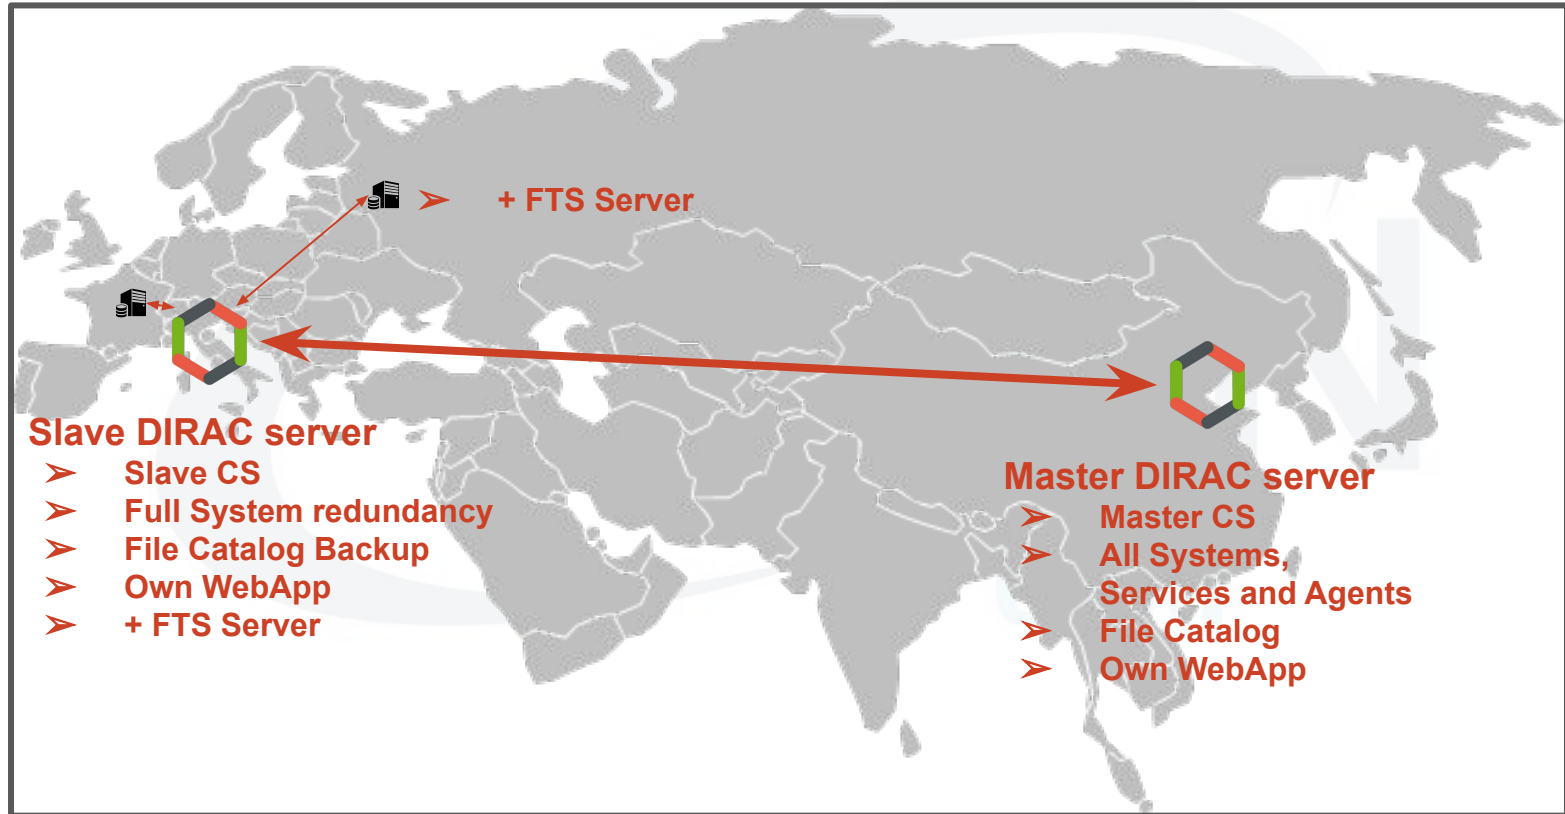 ➢ + FTS Server
Slave DIRAC server
➢ Slave CS
➢ Full System redundancy
➢ File Catalog Backup
➢ Own WebApp
➢ + FTS Server
Master DIRAC server
➢ Master CS
➢ All Systems,
Services and Agents
➢ File Catalog
➢ Own WebApp